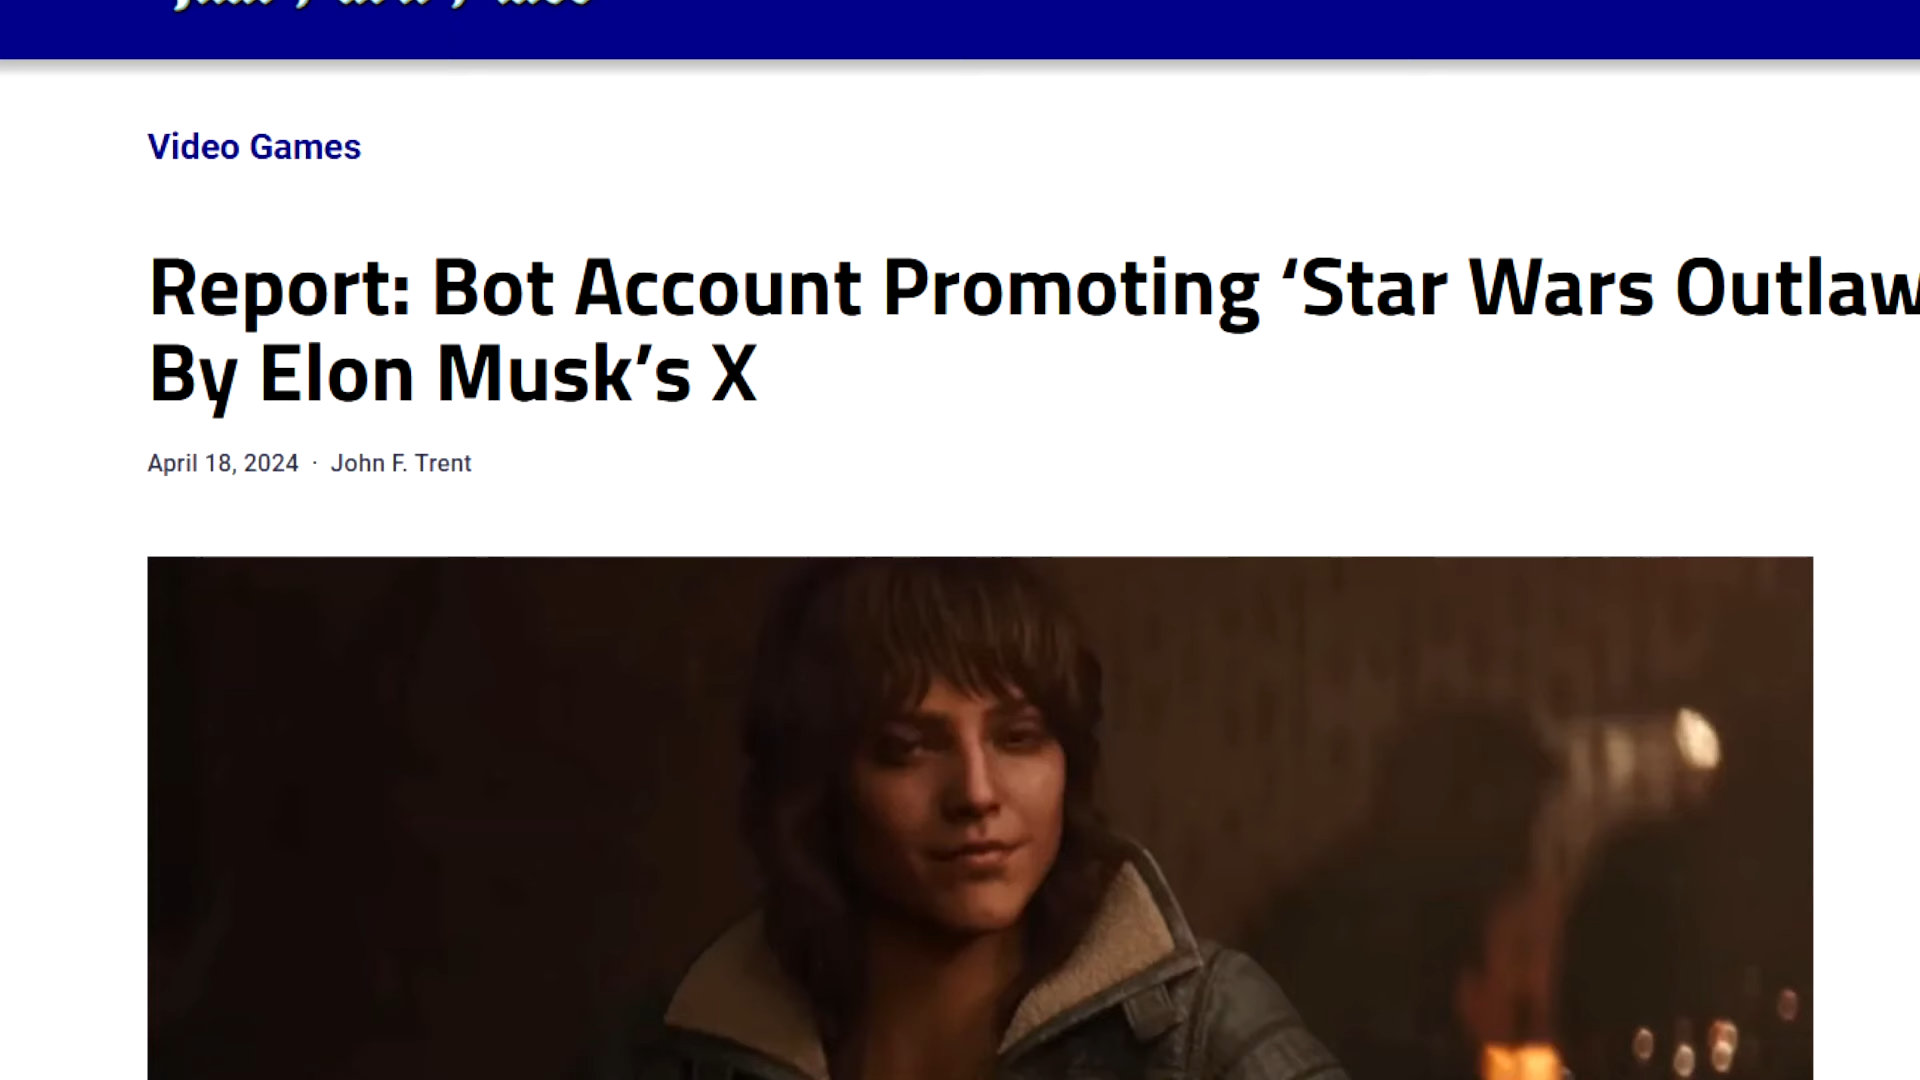 Video Games
Report: Bot Account Promoting ‘Star Wars Outlaw
By Elon Musk’s X
April 18, 2024 · John F. Trent